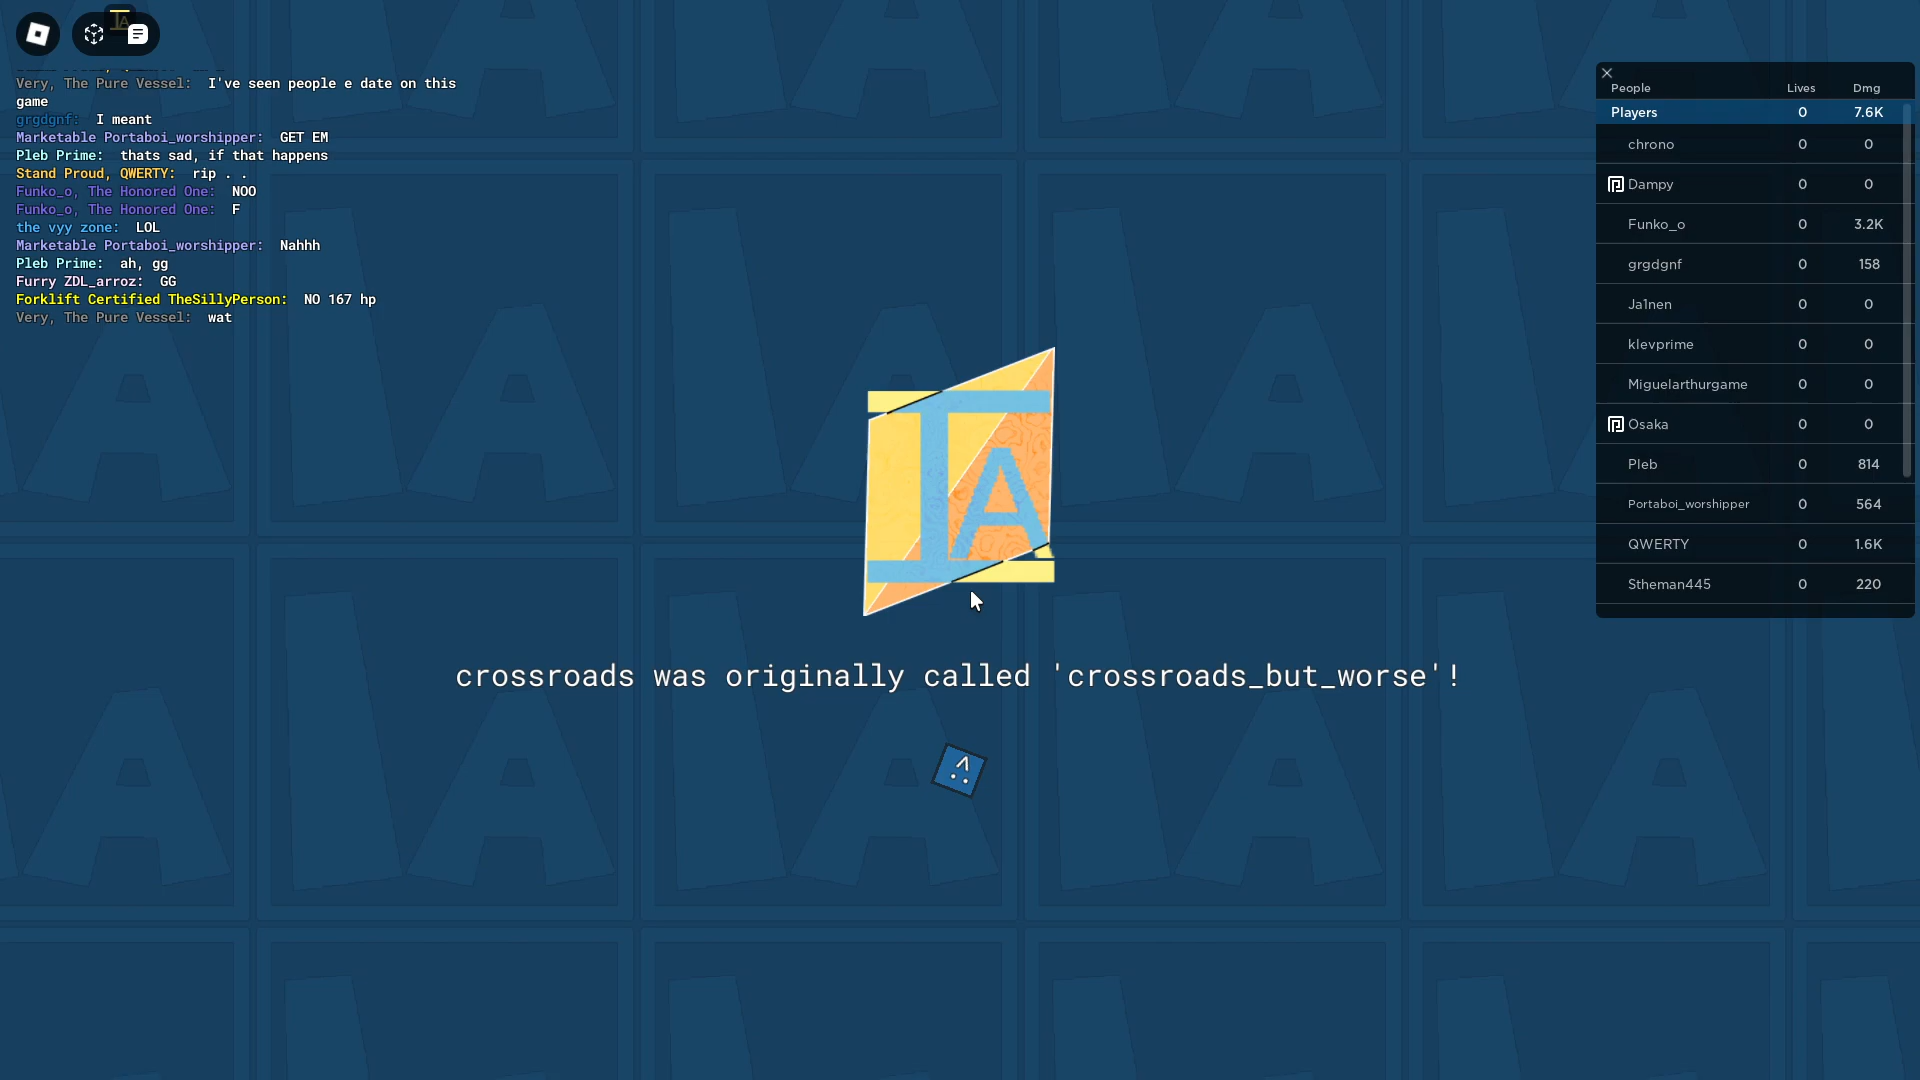 Very, The Pure Vessel: I've seen people e date on this
game
grgdgnf: I meant
Marketable Portaboi_worshipper: GET EM
Pleb Prime: thats sad, if that happens
Stand Proud, QWERTY: rip . .
Funko_o, The Honored One: NOO
Funko_o, The Honored One: F
the vyy zone: LOL
Marketable Portaboi_worshipper: Nahhh
Pleb Prime: ah, gg
Furry ZDL_arroz: GG
Forklift Certified TheSillyPerson: NO 167 hp
Very, The Pure Vessel: wat
People Lives Dmg
Players 0 7.6K
chrono 0 0
Dampy 0 0
Funko_o 0 3.2K
grgdgnf 0 158
Ja1nen 0 0
klevprime 0 0
Miguelarthurgame 0 0
Osaka 0 0
Pleb 0 814
Portaboi_worshipper 0 564
QWERTY 0 1.6K
Stheman445 0 220
IA
crossroads was originally called 'crossroads_but_worse'!